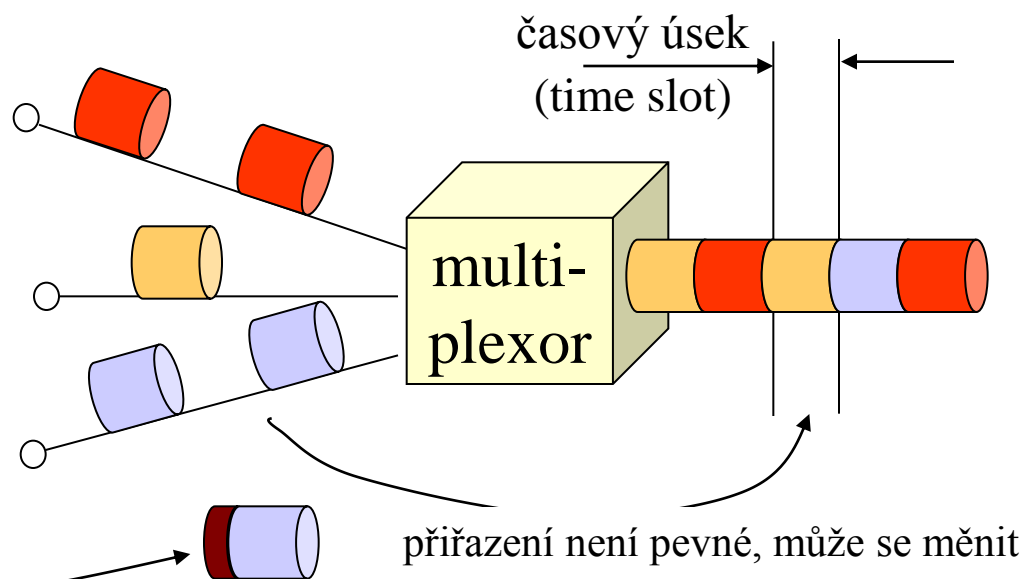 časový úsek
(time slot)
multi-
plexor
přiřazení není pevné, může se měnit